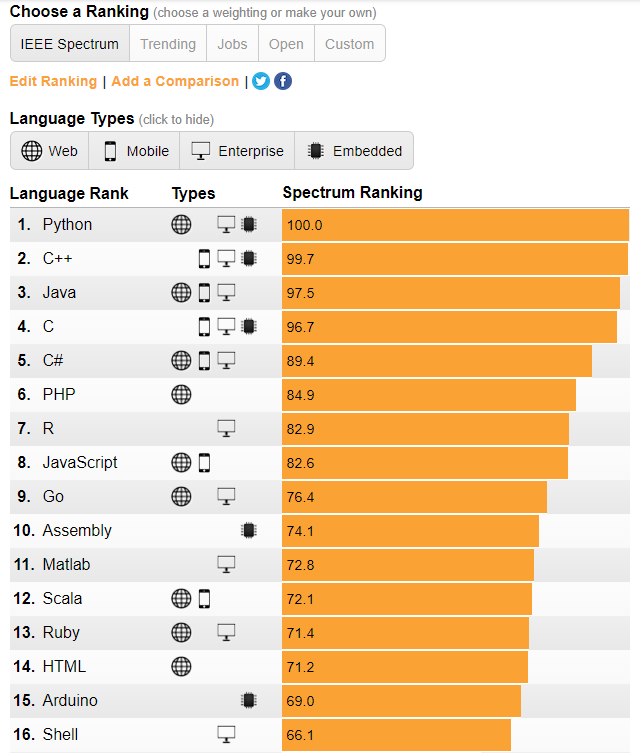 Choose a Ranking (choose a weighting or make your own)
IEEE Spectrum Trending Jobs Open Custom
Edit Ranking | Add a Comparison |
Language Types (click to hide)
Web Mobile Enterprise Embedded
Language Rank Types Spectrum Ranking
1. Python 100.0
2. C++ 99.7
3. Java 97.5
4. C 96.7
5. C# 89.4
6. PHP 84.9
7. R 82.9
8. JavaScript 82.6
9. Go 76.4
10. Assembly 74.1
11. Matlab 72.8
12. Scala 72.1
13. Ruby 71.4
14. HTML 71.2
15. Arduino 69.0
16. Shell 66.1